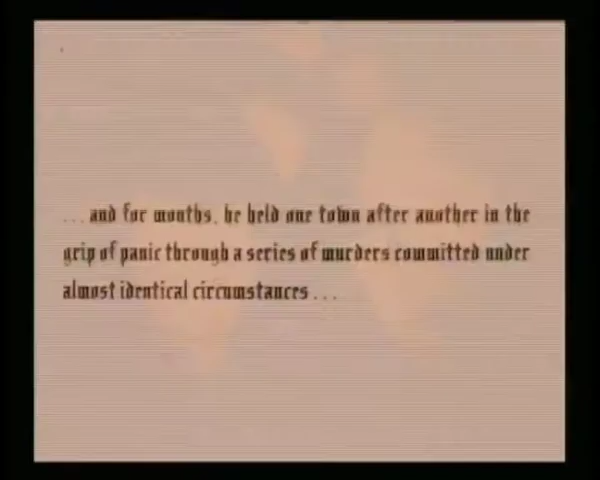 ... and for months, he held one town after another in the
grip of panic through a series of murders committed under
almost identical circumstances ...